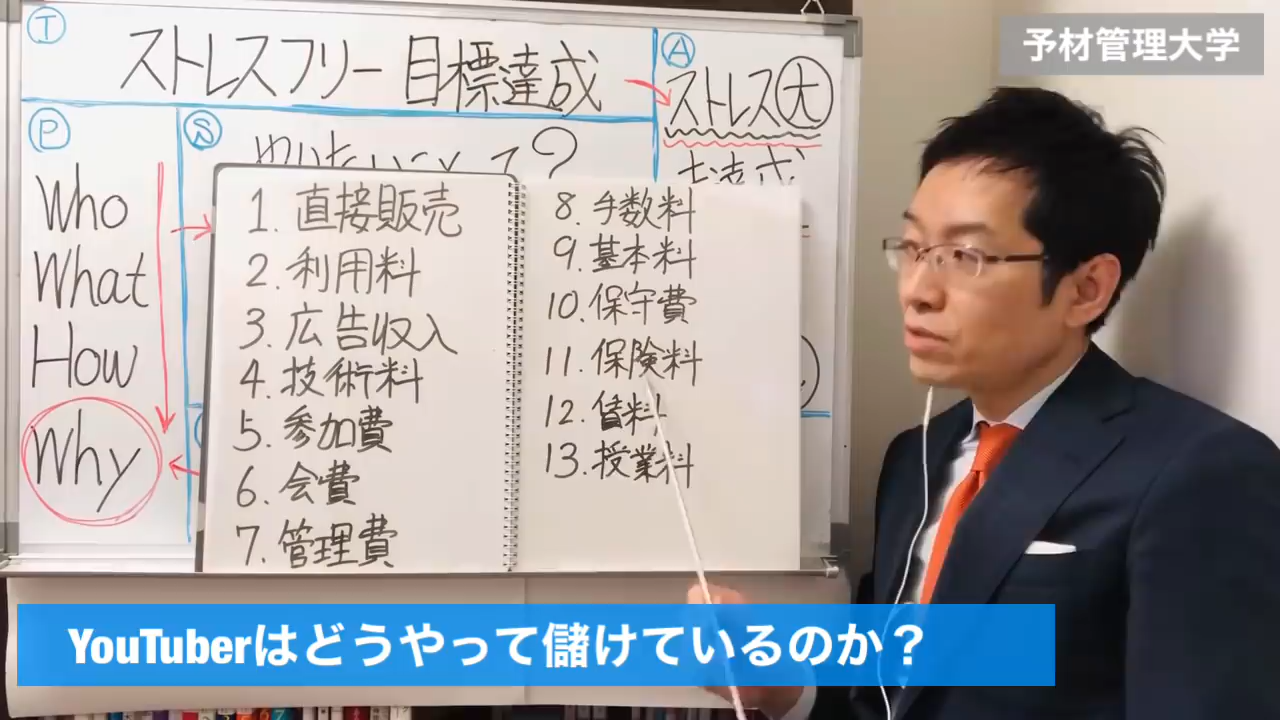 予材管理大学
T
ストレスフリー 目標達成
A
ストレス大
P
Who
What
How
Why
S
1. 直接販売
2. 利用料
3. 広告収入
4. 技術料
5. 参加費
6. 会費
7. 管理費
8. 手数料
9. 基本料
10. 保守費
11. 保険料
12. 賃料
13. 授業料
YouTuberはどうやって儲けているのか？